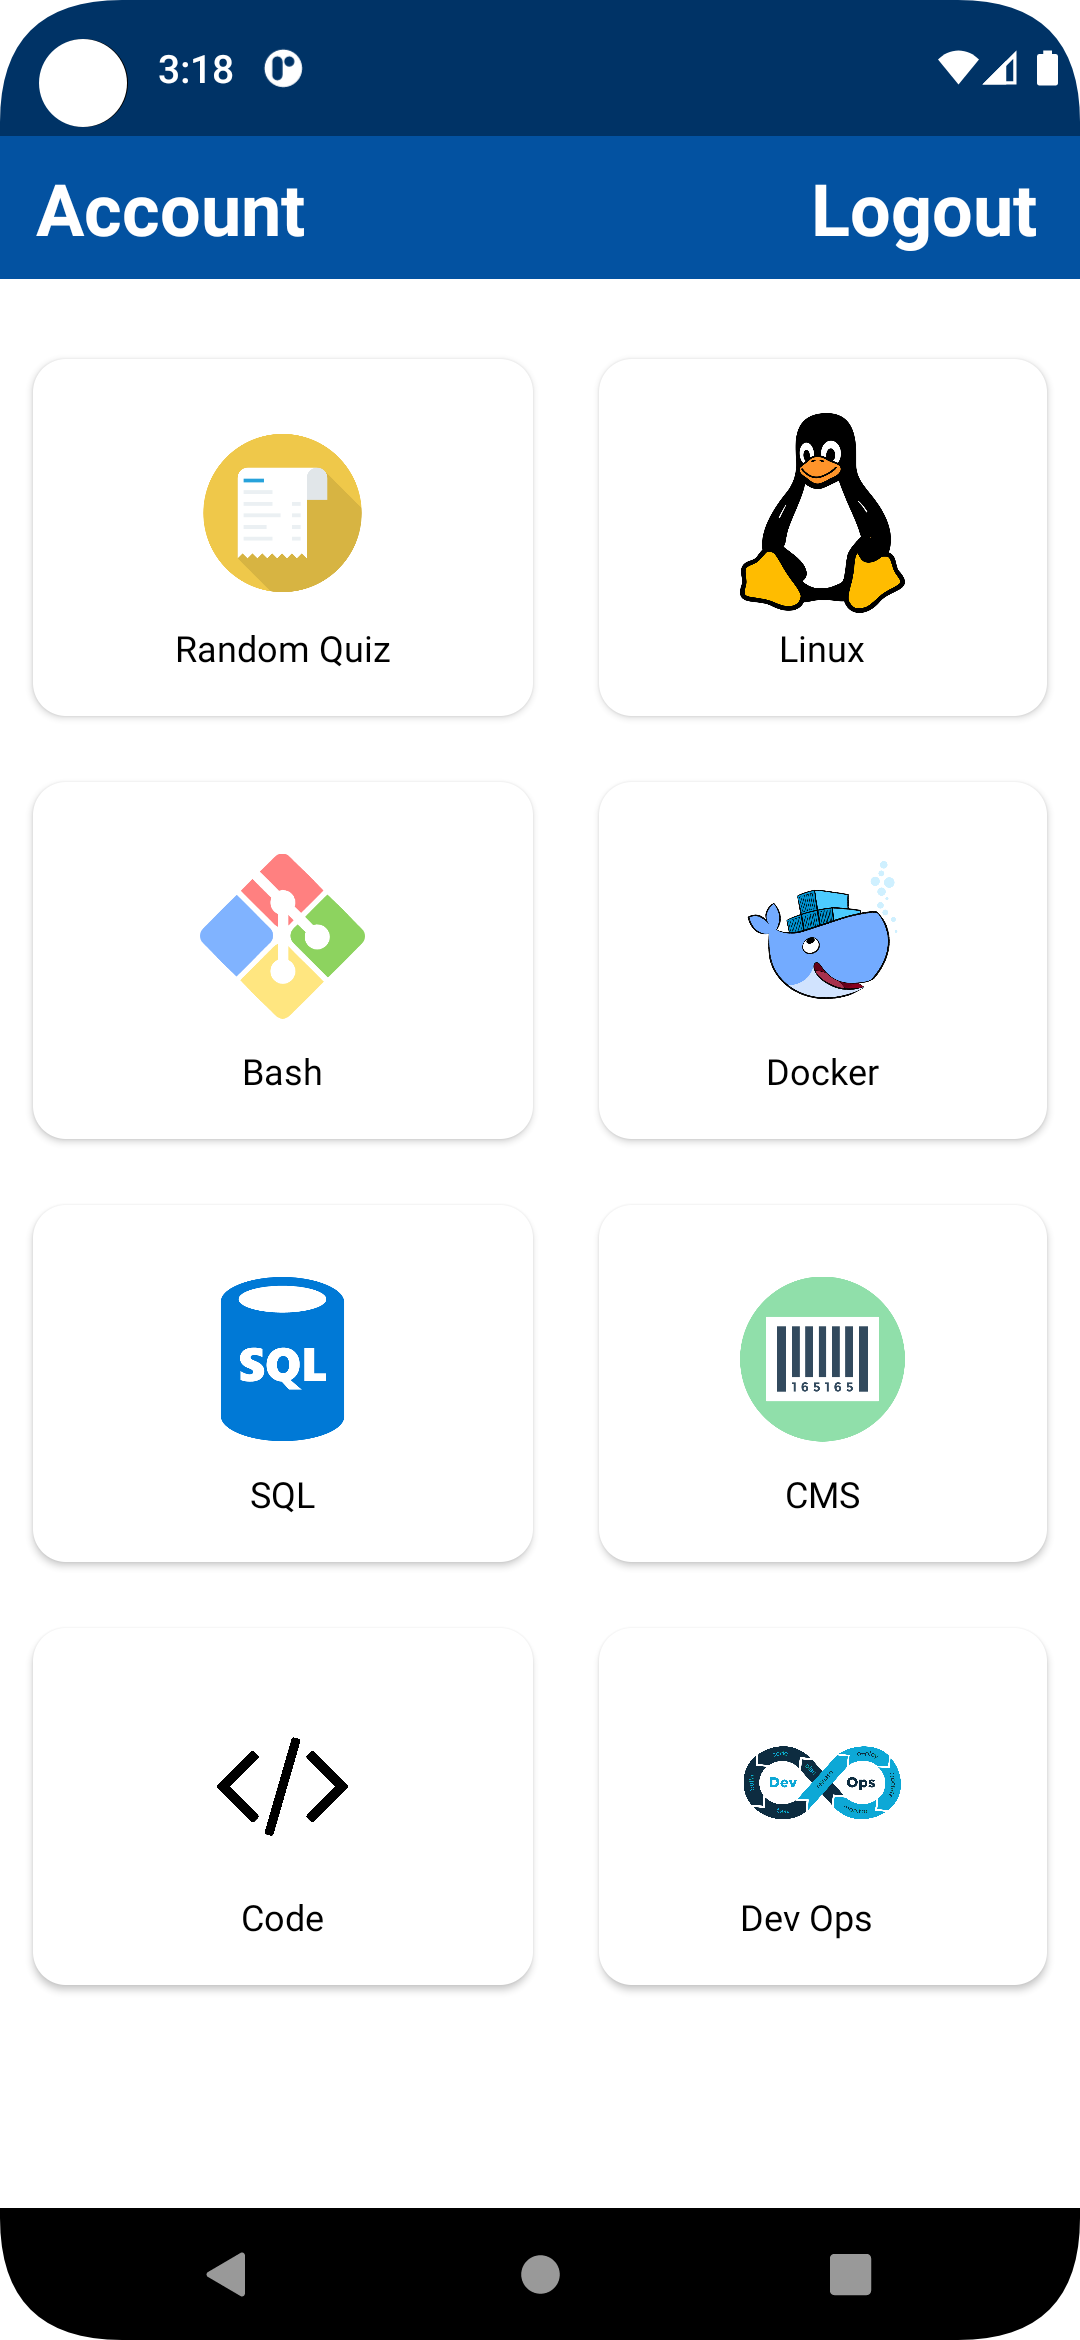 3:18
Account
Logout
Random Quiz
Linux
Bash
Docker
SQL
SQL
165165
CMS
Code
Dev
Ops
Dev Ops